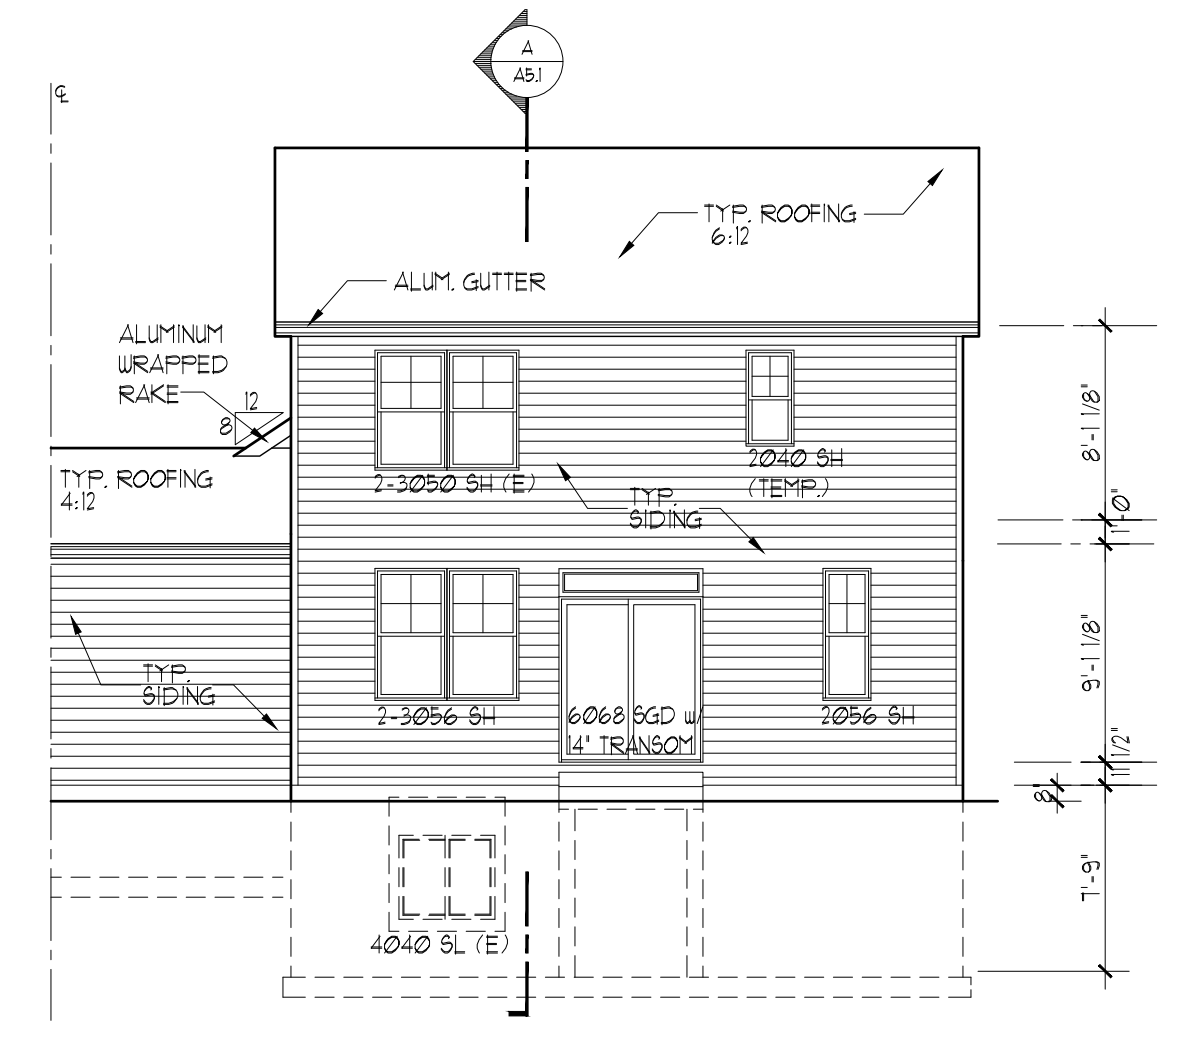 A
A5.1
℄
TYP. ROOFING
6:12
ALUM. GUTTER
ALUMINUM
WRAPPED
RAKE
12
8
TYP. ROOFING
4:12
2-3050 SH (E)
2040 SH
(TEMP.)
TYP.
SIDING
TYP.
SIDING
2-3056 SH
6068 SGD w/
14" TRANSOM
2056 SH
4040 SL (E)
8'-1 1/8"
1'-0"
9'-1 1/8"
11 1/2"
8"
7'-9"